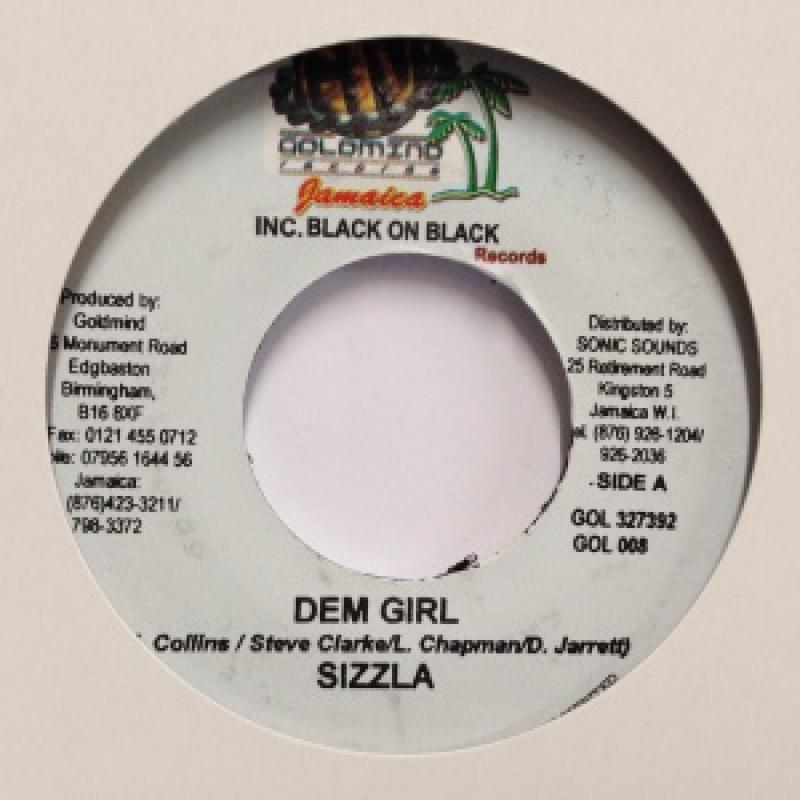 GOLDMIND
records
Jamaica
INC. BLACK ON BLACK
Records
Produced by:
Goldmind
Monument Road
Edgbaston
Birmingham,
B16 8XF
Fax: 0121 455 0712
07956 1644 56
Jamaica:
(876)423-3211/
798-3372
Distributed by:
SONIC SOUNDS
25 Retirement Road
Kingston 5
Jamaica W.I.
el. (876) 926-1204/
926-2036
-SIDE A
GOL 327392
GOL 008
DEM GIRL
Collins / Steve Clarke/L. Chapman/D. Jarrett)
SIZZLA